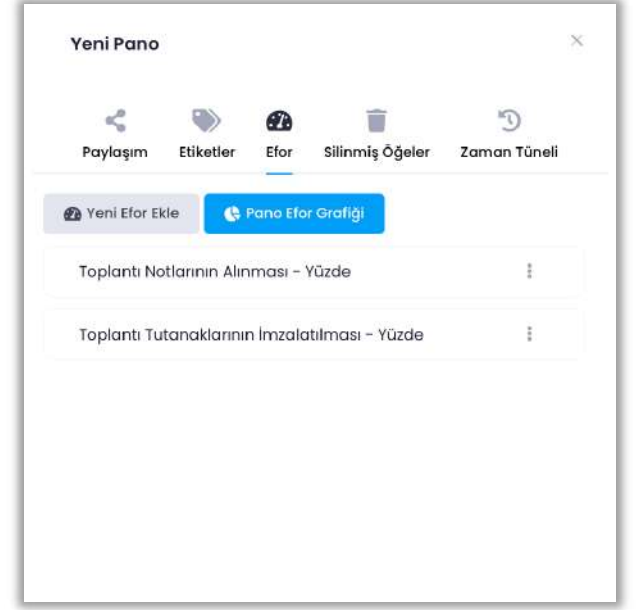 Yeni Pano
Paylaşım Etiketler Efor Silinmiş Öğeler Zaman Tüneli
Yeni Efor Ekle Pano Efor Grafiği
Toplantı Notlarının Alınması - Yüzde
Toplantı Tutanaklarının İmzalatılması - Yüzde